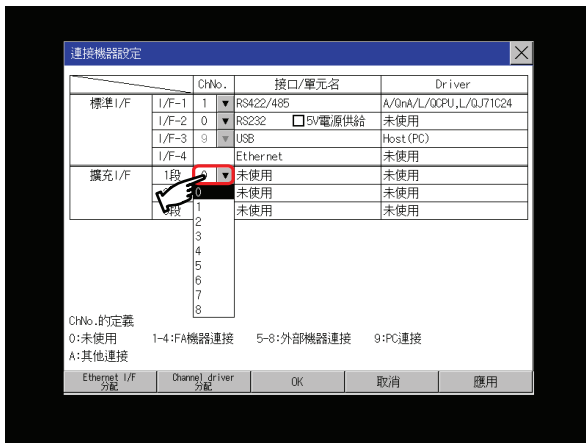 連接機器設定
ChNo. 接口/單元名 Driver
標準I/F I/F-1 1 RS422/485 A/QnA/L/QCPU,L/QJ71C24
I/F-2 0 RS232 5V電源供給 未使用
I/F-3 9 USB Host(PC)
I/F-4 Ethernet 未使用
擴充I/F 1段 0 未使用 未使用
0 未使用 未使用
段 未使用 未使用
1
2
3
4
5
6
7
8
ChNo.的定義
0:未使用 1-4:FA機器連接 5-8:外部機器連接 9:PC連接
A:其他連接
Ethernet I/F 分配 Channel driver 分配 OK 取消 應用